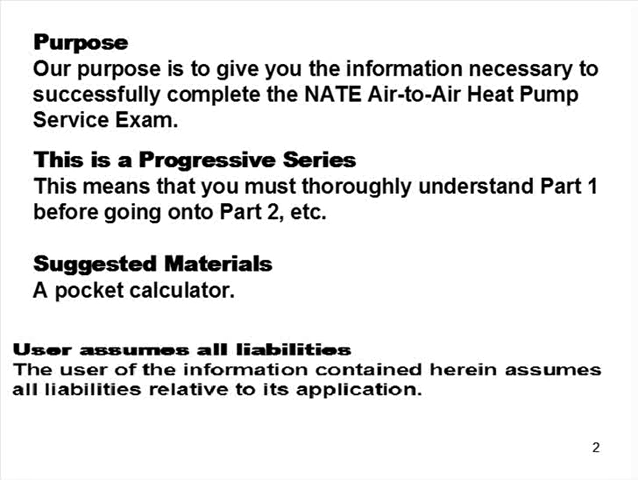 Purpose
Our purpose is to give you the information necessary to
successfully complete the NATE Air-to-Air Heat Pump
Service Exam.
This is a Progressive Series
This means that you must thoroughly understand Part 1
before going onto Part 2, etc.
Suggested Materials
A pocket calculator.
User assumes all liabilities
The user of the information contained herein assumes
all liabilities relative to its application.
2